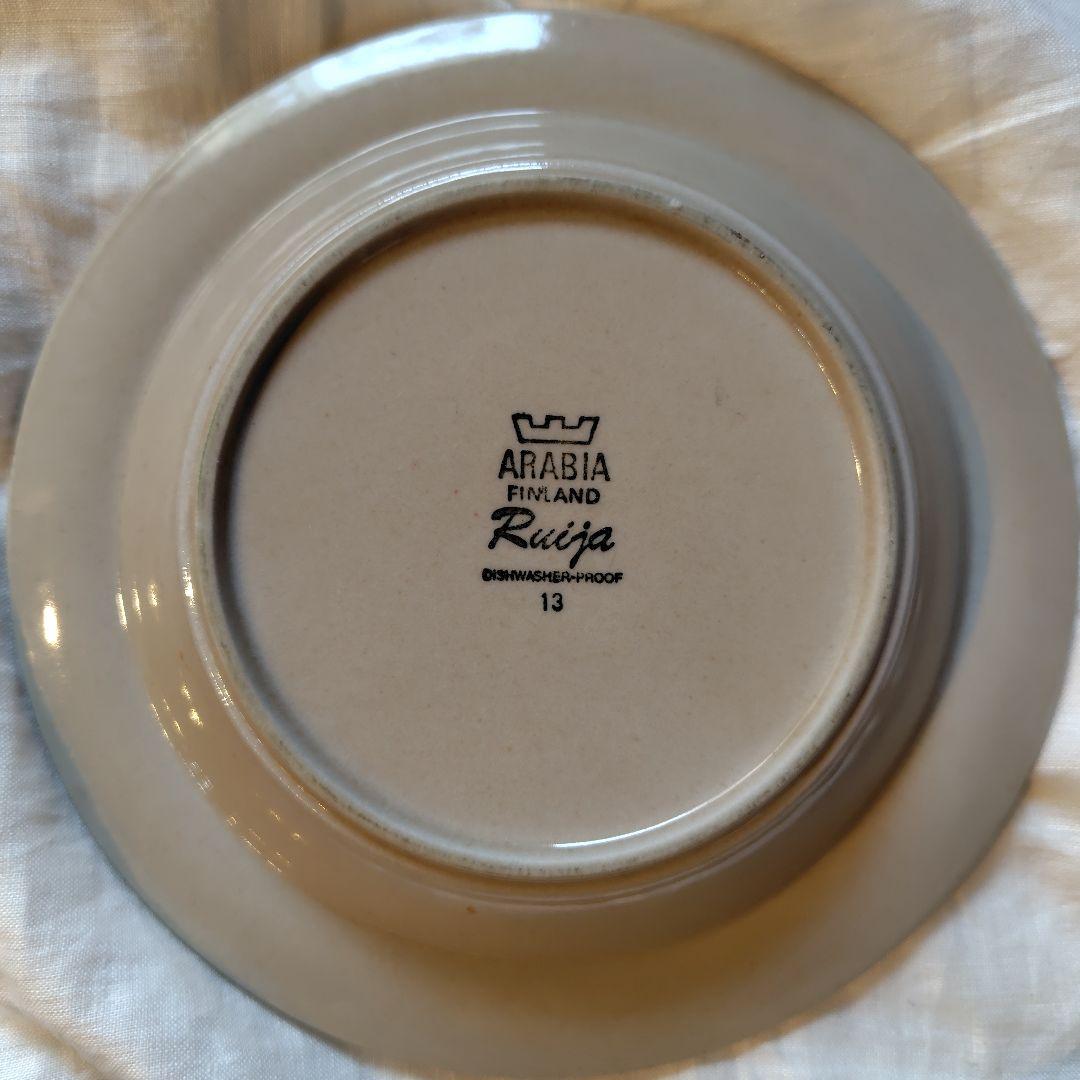 ARABIA
FINLAND
Ruija
DISHWASHER-PROOF
13